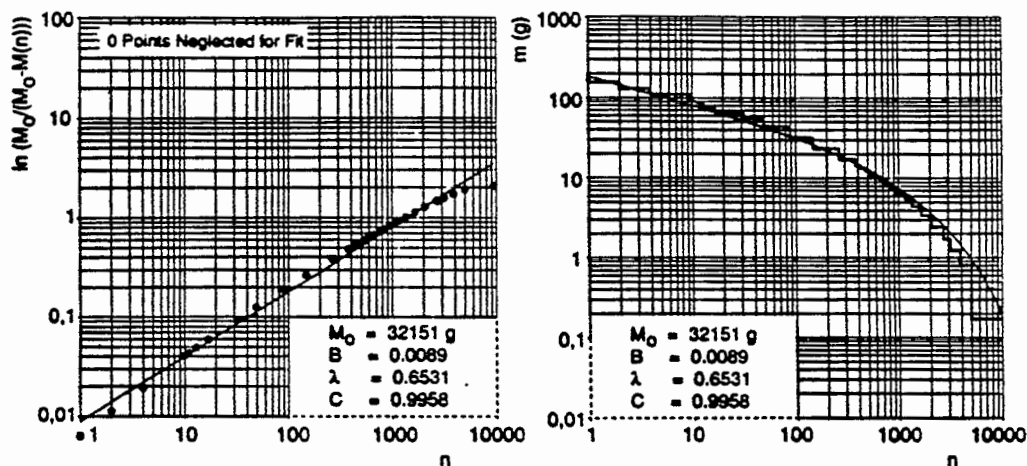 ln (M₀/(M₀-M(n)))
100
10
1
0,1
0,01
0 Points Neglected for Fit
M₀ = 32151 g
B = 0.0089
λ = 0.6531
C = 0.9958
1 10 100 1000 10000
n
m (g)
1000
100
10
1
0,1
0,01
M₀ = 32151 g
B = 0.0089
λ = 0.6531
C = 0.9958
1 10 100 1000 10000
n